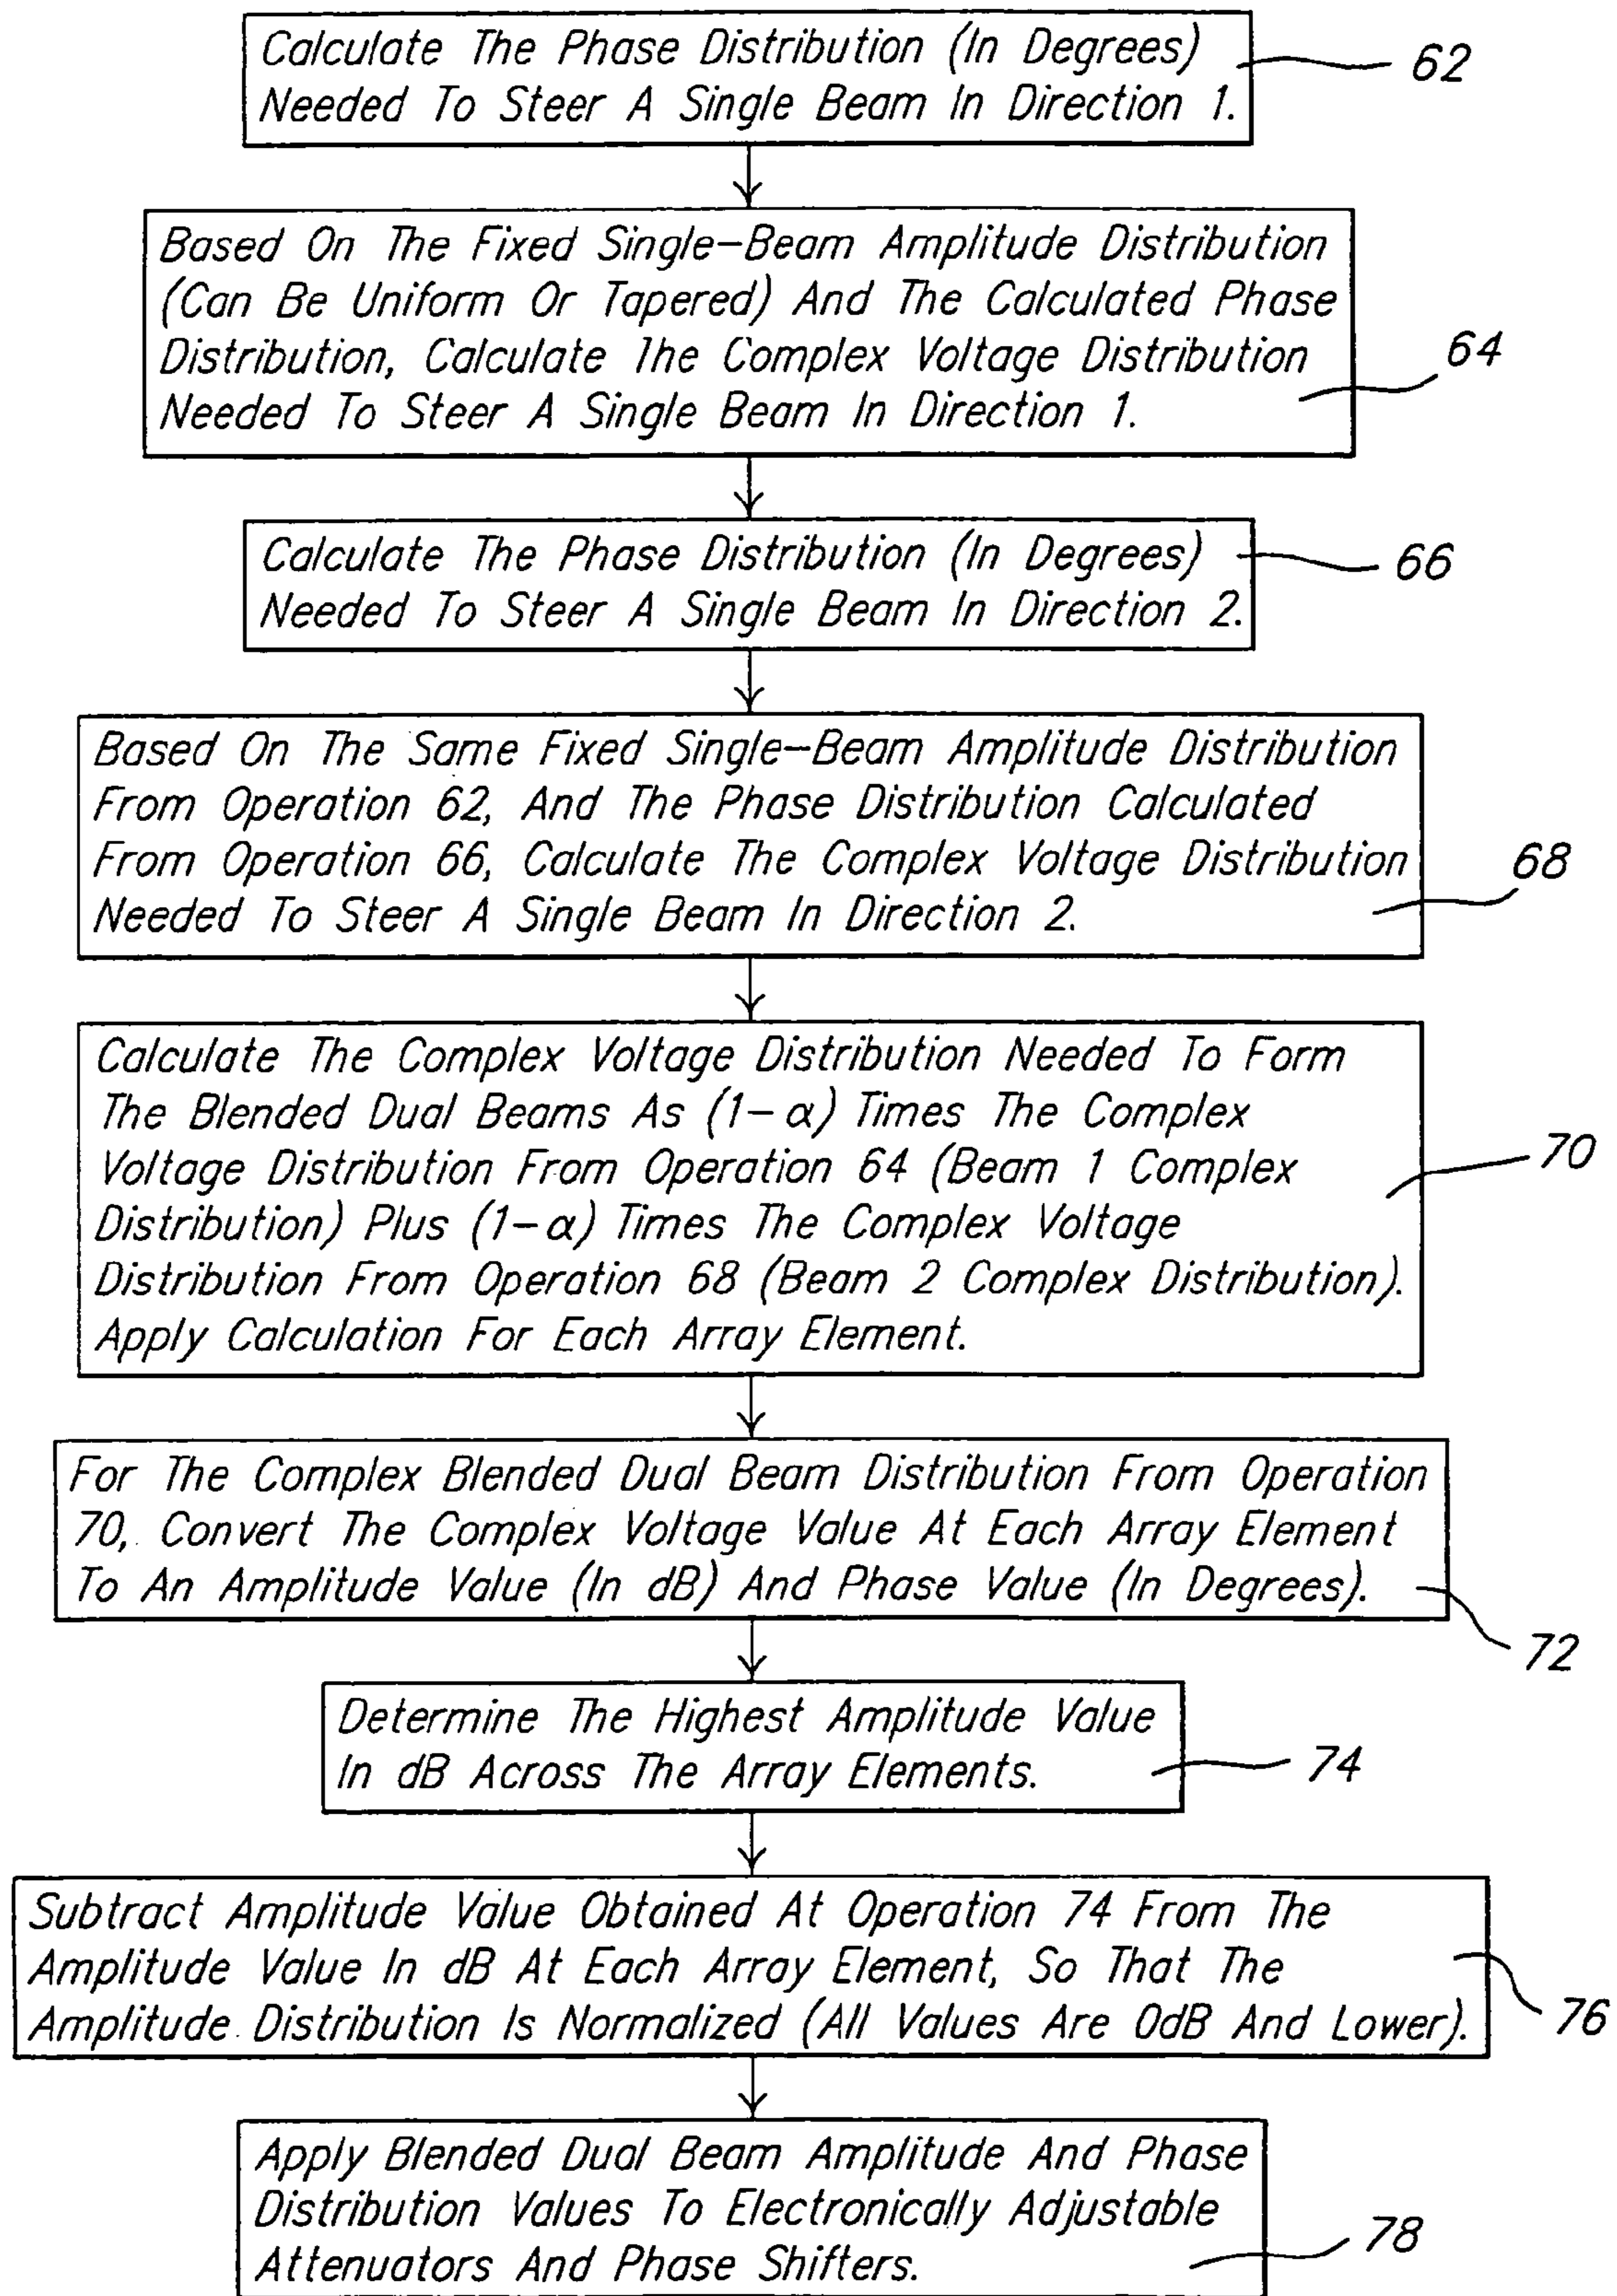 Calculate The Phase Distribution (In Degrees)
Needed To Steer A Single Beam In Direction 1.
62
Based On The Fixed Single-Beam Amplitude Distribution
(Can Be Uniform Or Tapered) And The Calculated Phase
Distribution, Calculate The Complex Voltage Distribution
Needed To Steer A Single Beam In Direction 1.
64
Calculate The Phase Distribution (In Degrees)
Needed To Steer A Single Beam In Direction 2.
66
Based On The Same Fixed Single-Beam Amplitude Distribution
From Operation 62, And The Phase Distribution Calculated
From Operation 66, Calculate The Complex Voltage Distribution
Needed To Steer A Single Beam In Direction 2.
68
Calculate The Complex Voltage Distribution Needed To Form
The Blended Dual Beams As (1-α) Times The Complex
Voltage Distribution From Operation 64 (Beam 1 Complex
Distribution) Plus (1-α) Times The Complex Voltage
Distribution From Operation 68 (Beam 2 Complex Distribution).
Apply Calculation For Each Array Element.
70
For The Complex Blended Dual Beam Distribution From Operation
70, Convert The Complex Voltage Value At Each Array Element
To An Amplitude Value (In dB) And Phase Value (In Degrees).
72
Determine The Highest Amplitude Value
In dB Across The Array Elements.
74
Subtract Amplitude Value Obtained At Operation 74 From The
Amplitude Value In dB At Each Array Element, So That The
Amplitude Distribution Is Normalized (All Values Are 0dB And Lower).
76
Apply Blended Dual Beam Amplitude And Phase
Distribution Values To Electronically Adjustable
Attenuators And Phase Shifters.
78